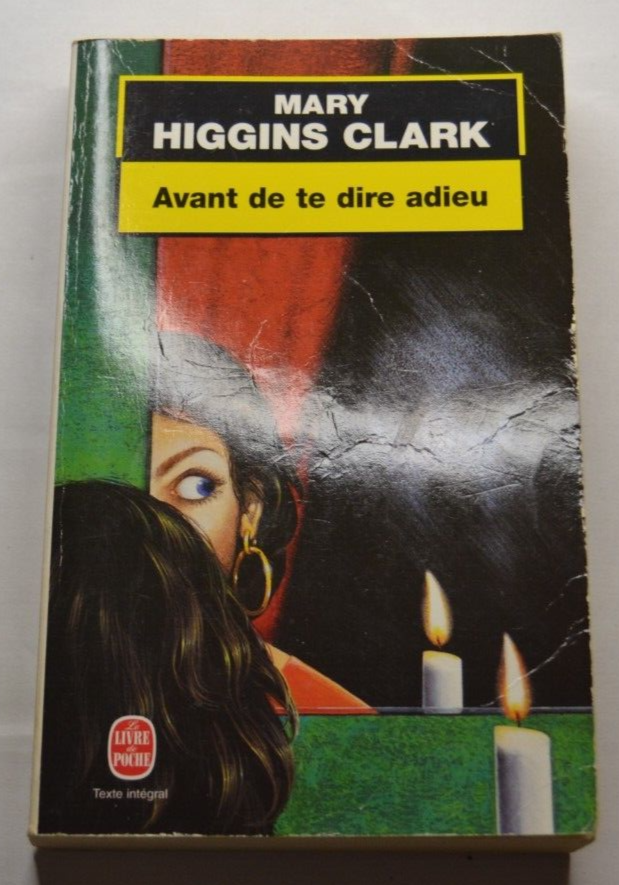 MARY
HIGGINS CLARK
Avant de te dire adieu
Le
LIVRE
de
POCHE
Texte intégral